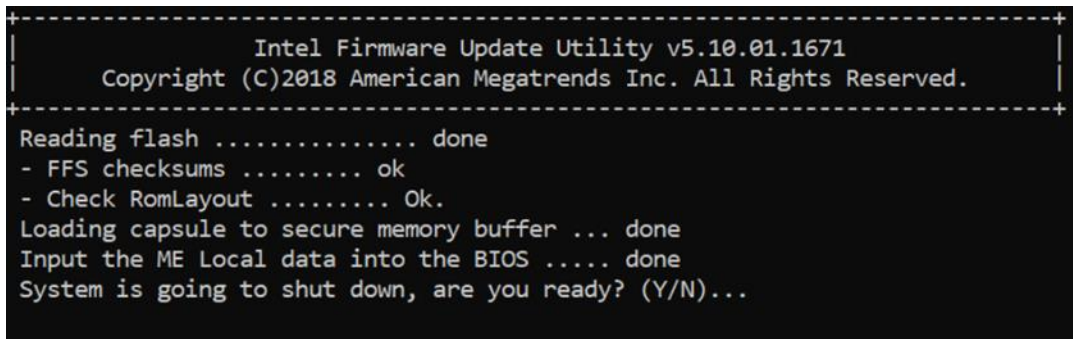 Intel Firmware Update Utility v5.10.01.1671
Copyright (C)2018 American Megatrends Inc. All Rights Reserved.
Reading flash ............... done
- FFS checksums ......... ok
- Check RomLayout ......... Ok.
Loading capsule to secure memory buffer ... done
Input the ME Local data into the BIOS ..... done
System is going to shut down, are you ready? (Y/N)...